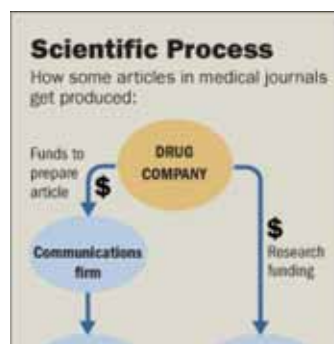 Scientific Process
How some articles in medical journals
get produced:
Funds to
prepare
article
$
DRUG
COMPANY
$
Research
funding
Communications
firm